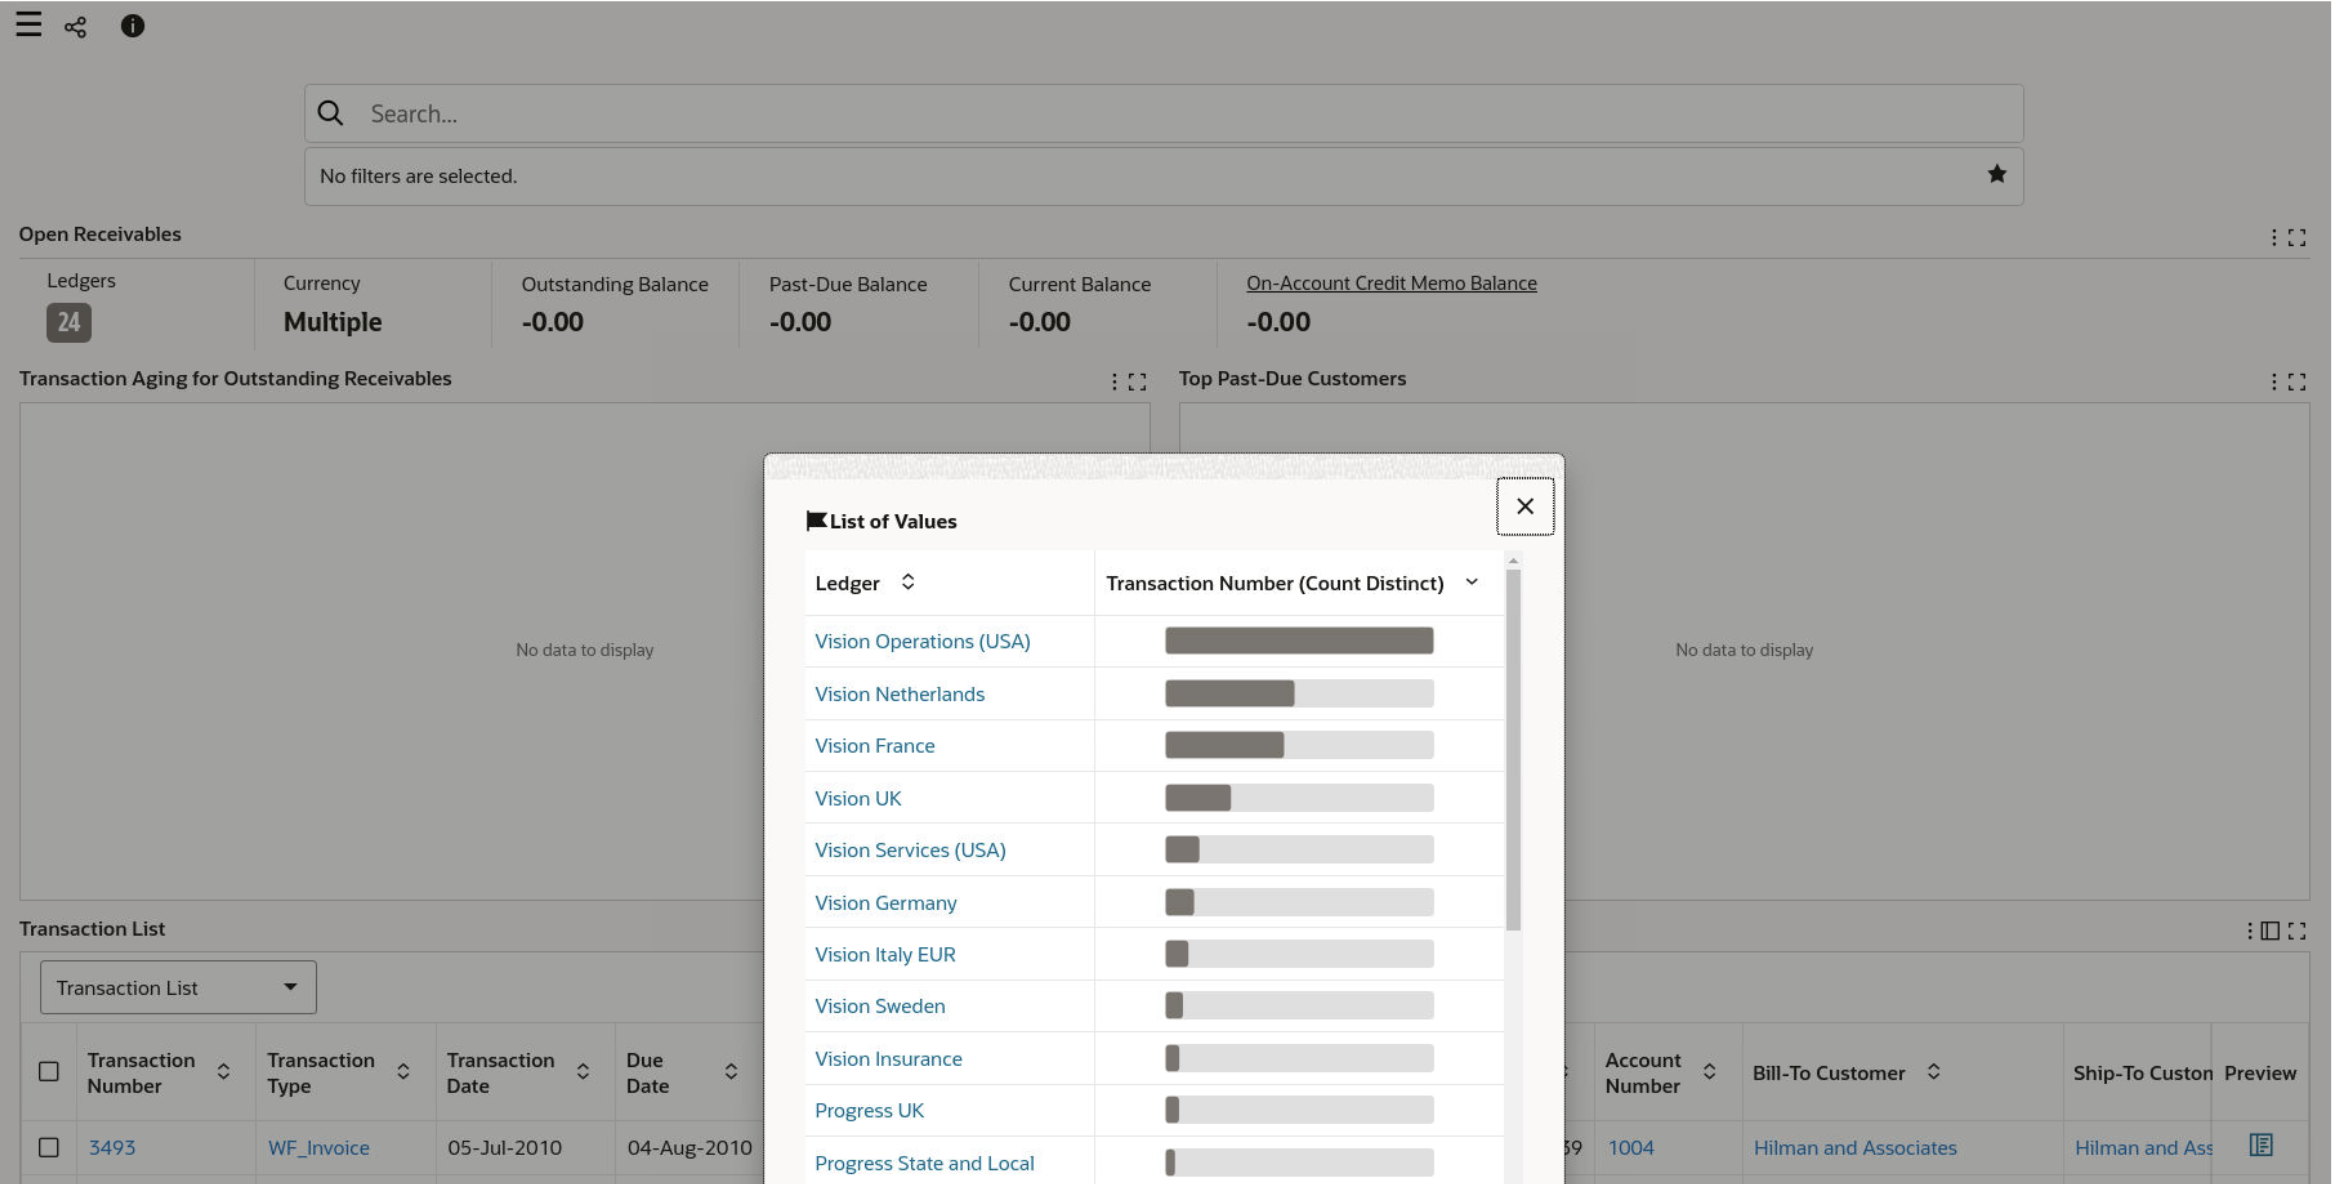 Search...
No filters are selected.
Open Receivables
Ledgers
24
Currency
Multiple
Outstanding Balance
-0.00
Past-Due Balance
-0.00
Current Balance
-0.00
On-Account Credit Memo Balance
-0.00
Transaction Aging for Outstanding Receivables
Top Past-Due Customers
No data to display
No data to display
List of Values
Ledger
Transaction Number (Count Distinct)
Vision Operations (USA)
Vision Netherlands
Vision France
Vision UK
Vision Services (USA)
Vision Germany
Vision Italy EUR
Vision Sweden
Vision Insurance
Progress UK
Progress State and Local
Transaction List
Transaction List
Transaction
Number
Transaction
Type
Transaction
Date
Due
Date
Account
Number
Bill-To Customer
Ship-To Custon
Preview
3493
WF_Invoice
05-Jul-2010
04-Aug-2010
39
1004
Hilman and Associates
Hilman and Ass